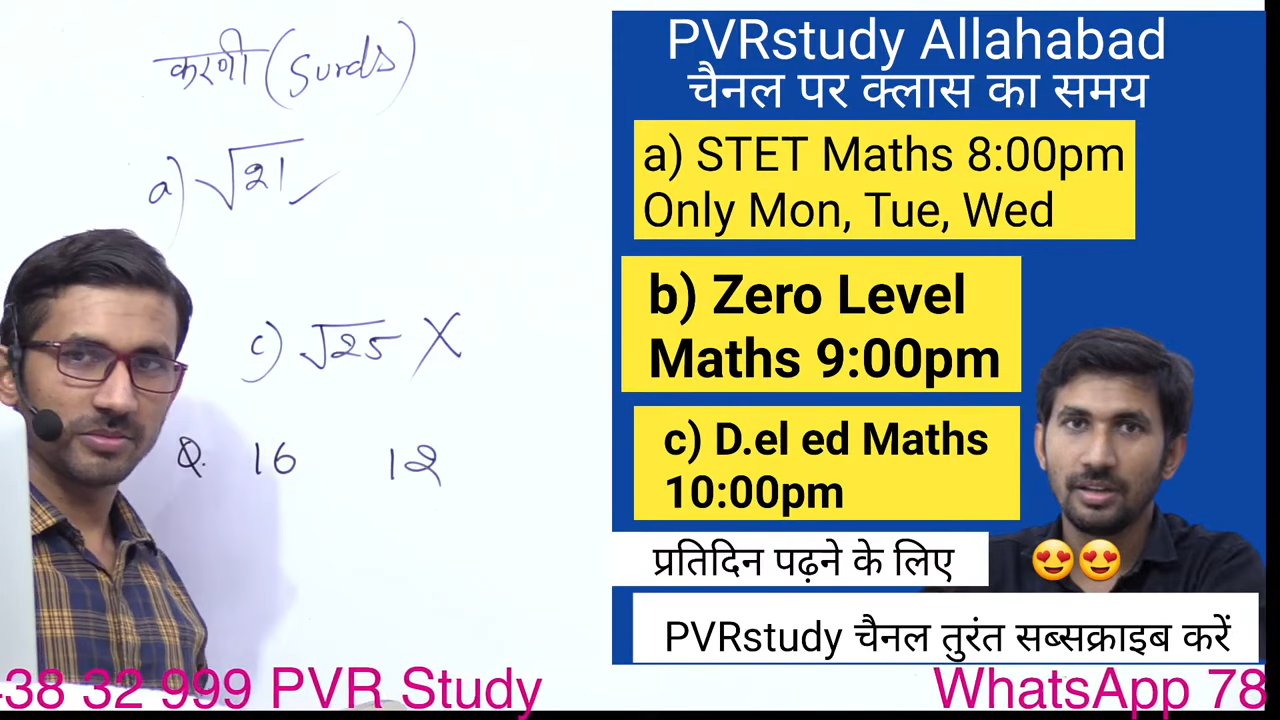 करणी (Surds)
a) √21 ✓
c) √25 X
Q. 16 12
PVRstudy Allahabad
चैनल पर क्लास का समय
a) STET Maths 8:00pm
Only Mon, Tue, Wed
b) Zero Level
Maths 9:00pm
c) D.el ed Maths
10:00pm
प्रतिदिन पढ़ने के लिए
😍😍
PVRstudy चैनल तुरंत सब्सक्राइब करें
38 32 999 PVR Study WhatsApp 78